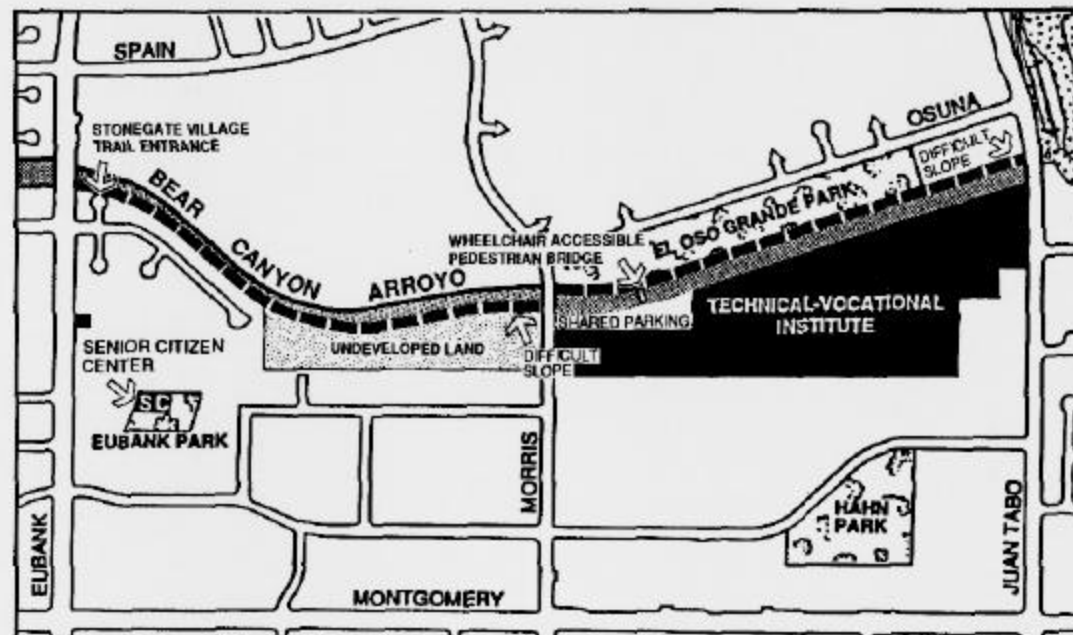 SPAIN
STONEGATE VILLAGE
TRAIL ENTRANCE
BEAR
CANYON
ARROYO
OSUNA
DIFFICULT
SLOPE
EL OSO GRANDE PARK
WHEELCHAIR ACCESSIBLE
PEDESTRIAN BRIDGE
TECHNICAL-VOCATIONAL
INSTITUTE
SHARED PARKING
UNDEVELOPED LAND
DIFFICULT
SLOPE
SENIOR CITIZEN
CENTER
SC
EUBANK PARK
MORRIS
HAHN
PARK
EUBANK
JUAN TABO
MONTGOMERY